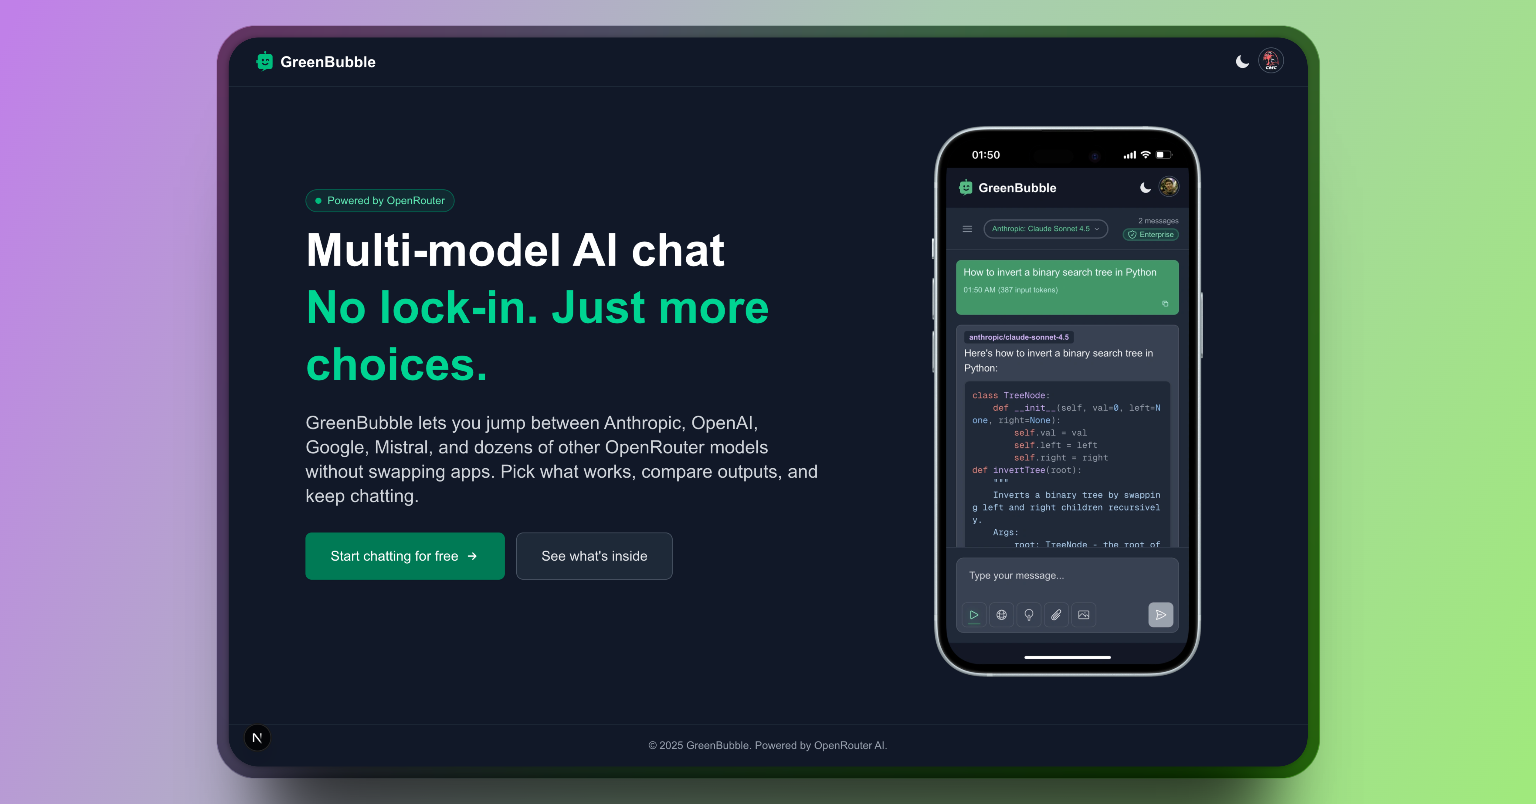 GreenBubble
Powered by OpenRouter
Multi-model AI chat
No lock-in. Just more
choices.
GreenBubble lets you jump between Anthropic, OpenAI,
Google, Mistral, and dozens of other OpenRouter models
without swapping apps. Pick what works, compare outputs, and
keep chatting.
Start chatting for free →
See what's inside
01:50
GreenBubble
2 messages
Anthropic: Claude Sonnet 4.5
Enterprise
How to invert a binary search tree in Python
01:50 AM (387 input tokens)
anthropic/claude-sonnet-4.5
Here's how to invert a binary search tree in
Python:
class TreeNode:
    def __init__(self, val=0, left=N
one, right=None):
        self.val = val
        self.left = left
        self.right = right
def invertTree(root):
    """
    Inverts a binary tree by swappin
g left and right children recursivel
y.
    Args:
        root: TreeNode - the root of
Type your message...
N
© 2025 GreenBubble. Powered by OpenRouter AI.